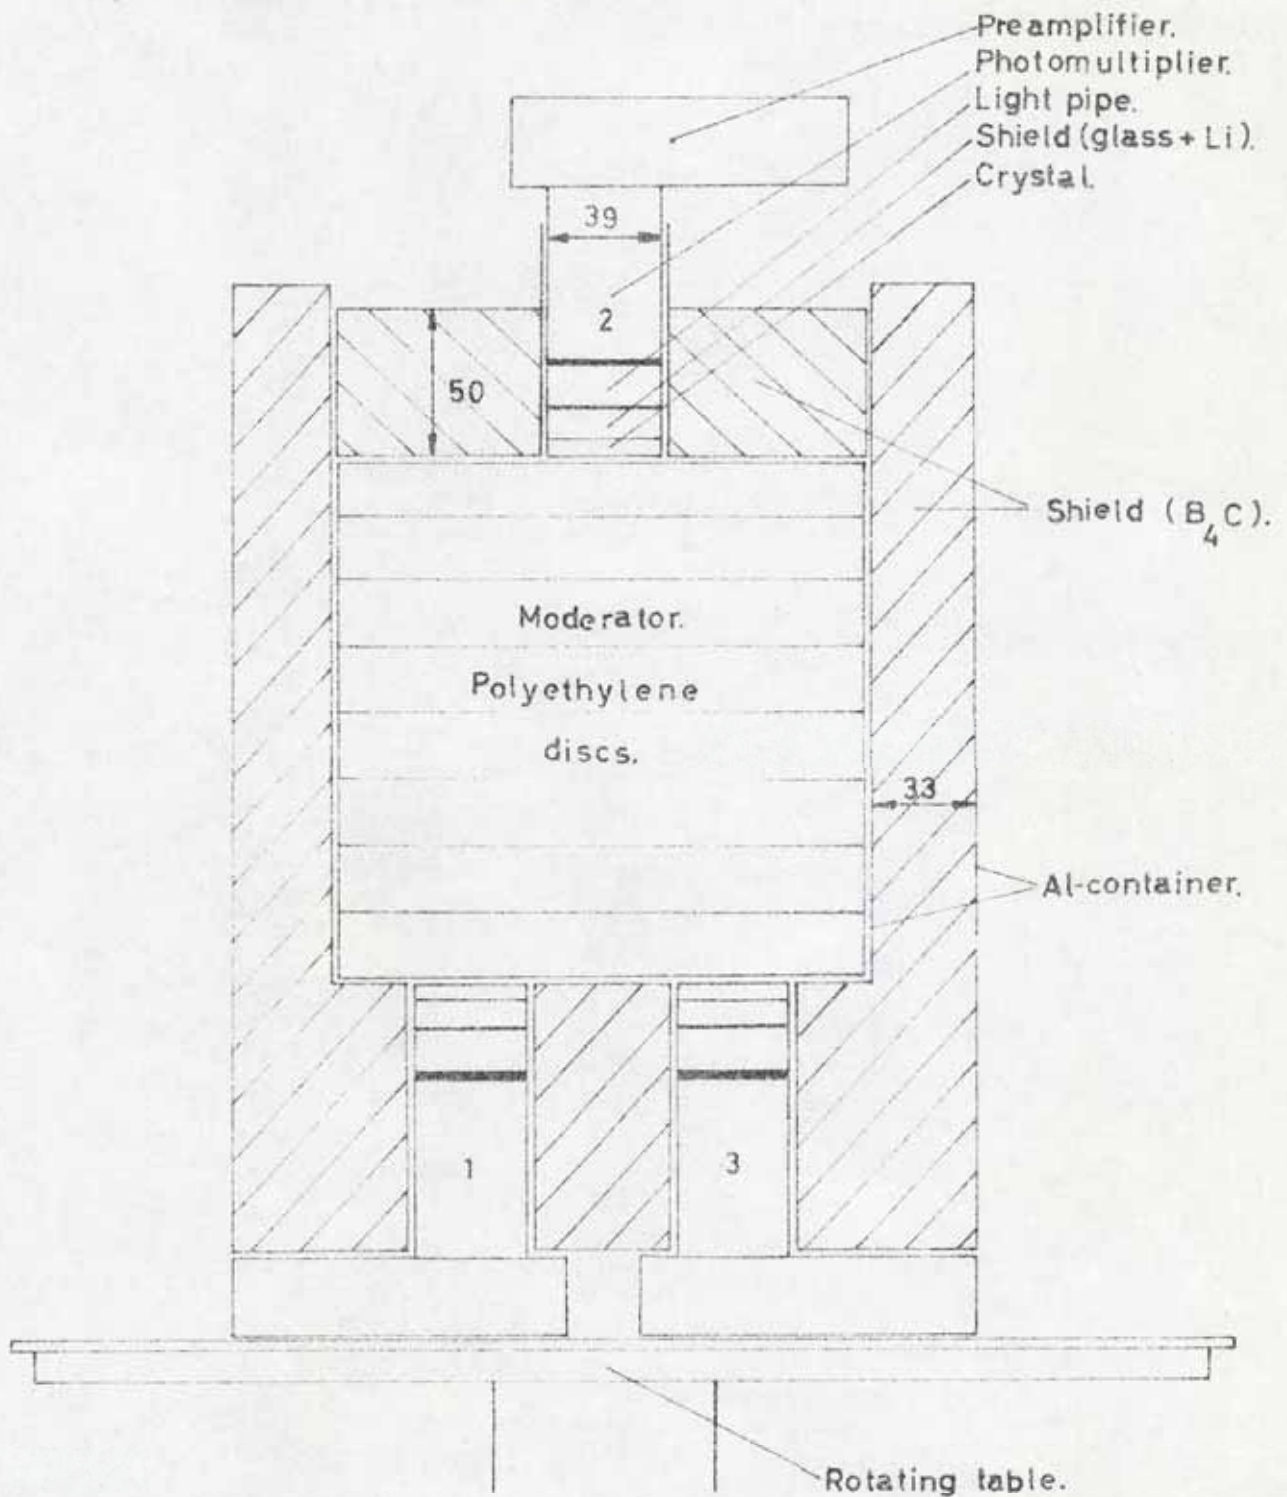 Preamplifier.
Photomultiplier.
Light pipe.
Shield (glass + Li).
Crystal.
39
2
50
Shield (B4C).
Moderator.
Polyethylene
discs.
33
Al-container.
1
3
Rotating table.